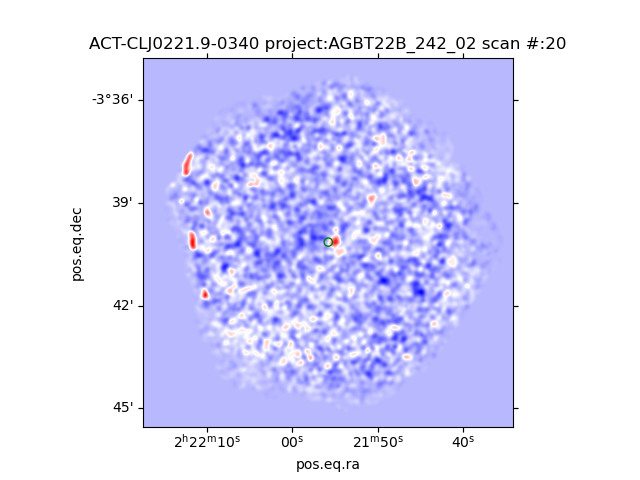 ACT-CLJ0221.9-0340 project:AGBT22B_242_02 scan #:20
-3°36'
39'
42'
45'
pos.eq.dec
2ʰ22ᵐ10ˢ 00ˢ 21ᵐ50ˢ 40ˢ
pos.eq.ra